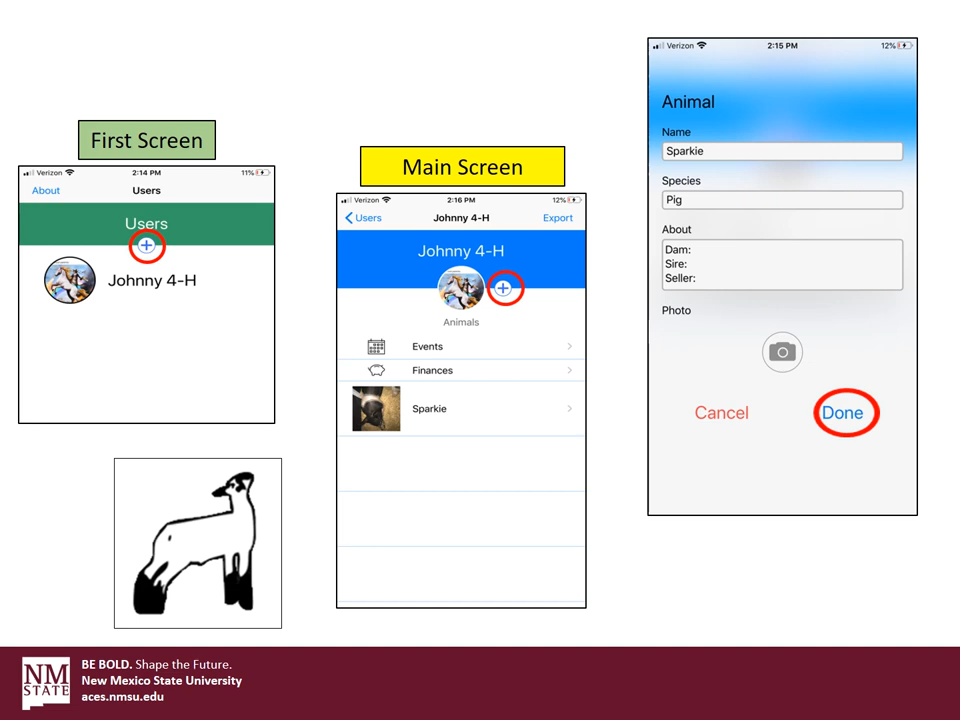 First Screen
Verizon 2:14 PM 11%
About Users
Users
Johnny 4-H
Main Screen
Verizon 2:16 PM 12%
Users Johnny 4-H Export
Johnny 4-H
Animals
Events
Finances
Sparkie
Verizon 2:15 PM 12%
Animal
Name
Sparkie
Species
Pig
About
Dam:
Sire:
Seller:
Photo
Cancel Done
NM
STATE
BE BOLD. Shape the Future.
New Mexico State University
aces.nmsu.edu